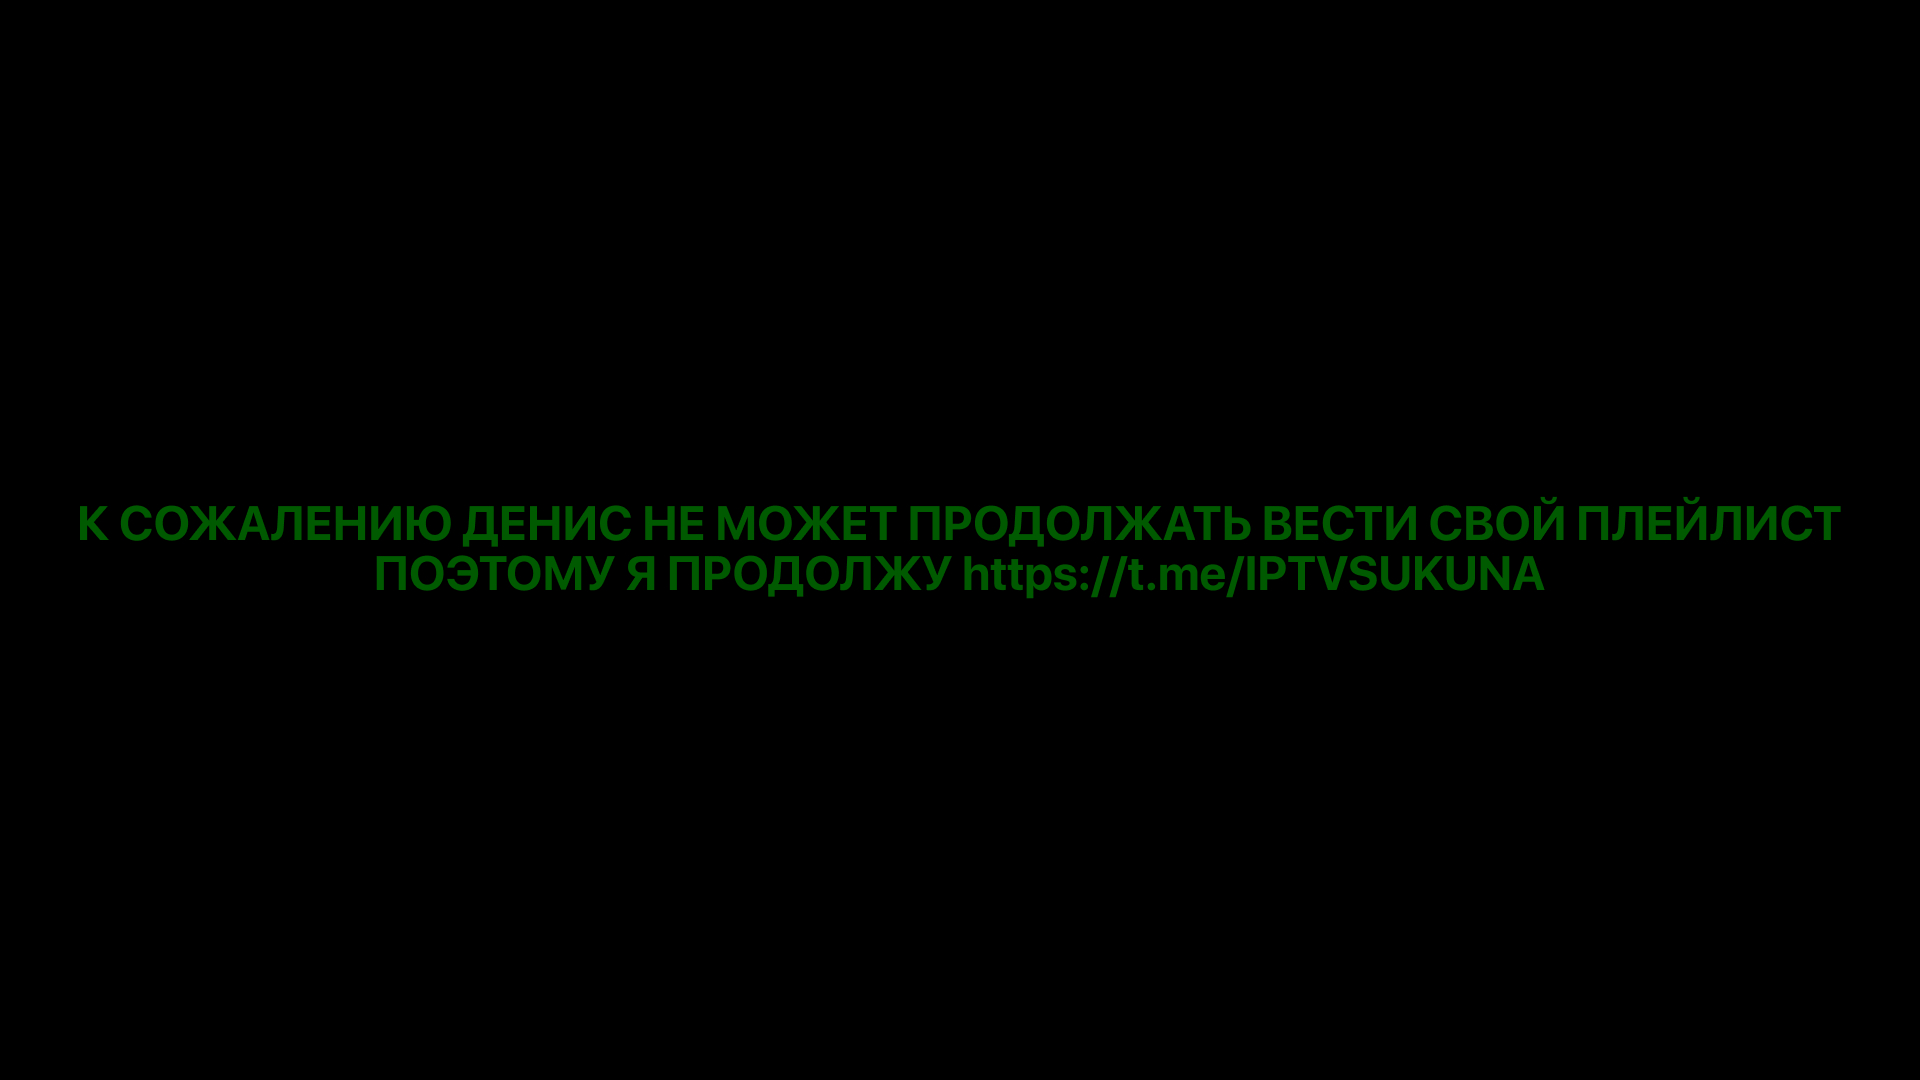 К СОЖАЛЕНИЮ ДЕНИС НЕ МОЖЕТ ПРОДОЛЖАТЬ ВЕСТИ СВОЙ ПЛЕЙЛИСТ
ПОЭТОМУ Я ПРОДОЛЖУ https://t.me/IPTVSUKUNA